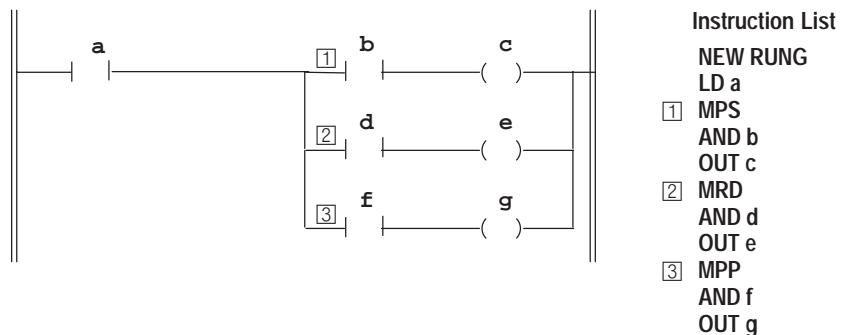 a
1 b c
2 d e
3 f g
Instruction List
NEW RUNG
LD a
1 MPS
AND b
OUT c
2 MRD
AND d
OUT e
3 MPP
AND f
OUT g